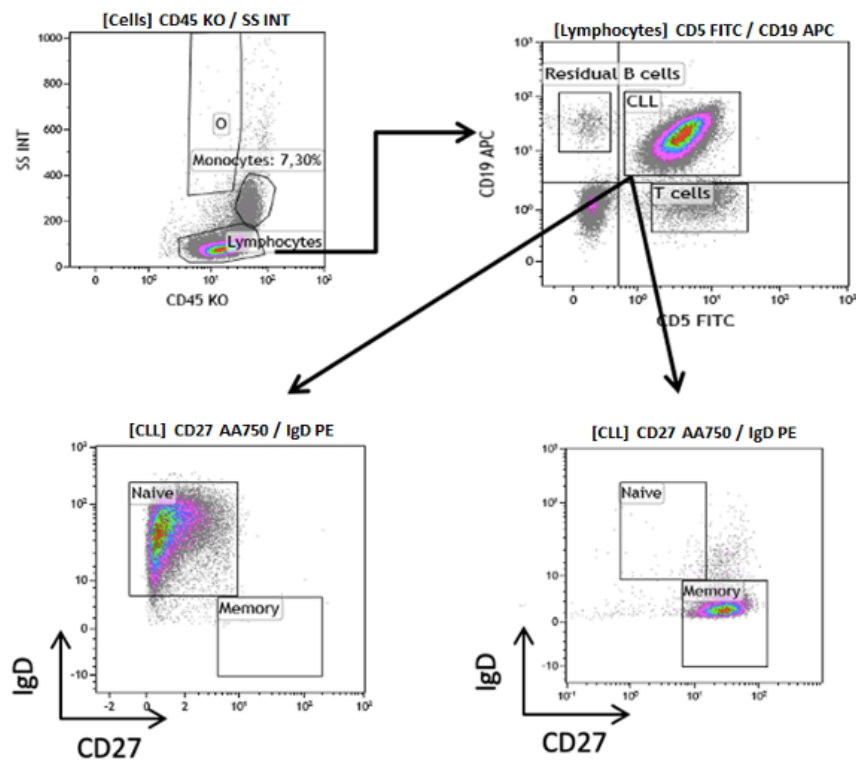 [Cells] CD45 KO / SS INT
1000
800
600
400
200
0
SS INT
O
Monocytes: 7,30%
Lymphocytes
0 10⁰ 10¹ 10² 10³
CD45 KO
[Lymphocytes] CD5 FITC / CD19 APC
10³
10²
10¹
10⁰
0
CD19 APC
Residual B cells
CLL
T cells
0 10⁰ 10¹ 10² 10³
CD5 FITC
[CLL] CD27 AA750 / IgD PE
10³
10²
10
0
-10
Naive
Memory
-2 0 2 10¹ 10² 10³
IgD
CD27
[CLL] CD27 AA750 / IgD PE
10³
10²
10
0
-10
Naive
Memory
10⁻¹ 10⁰ 10¹ 10²
IgD
CD27